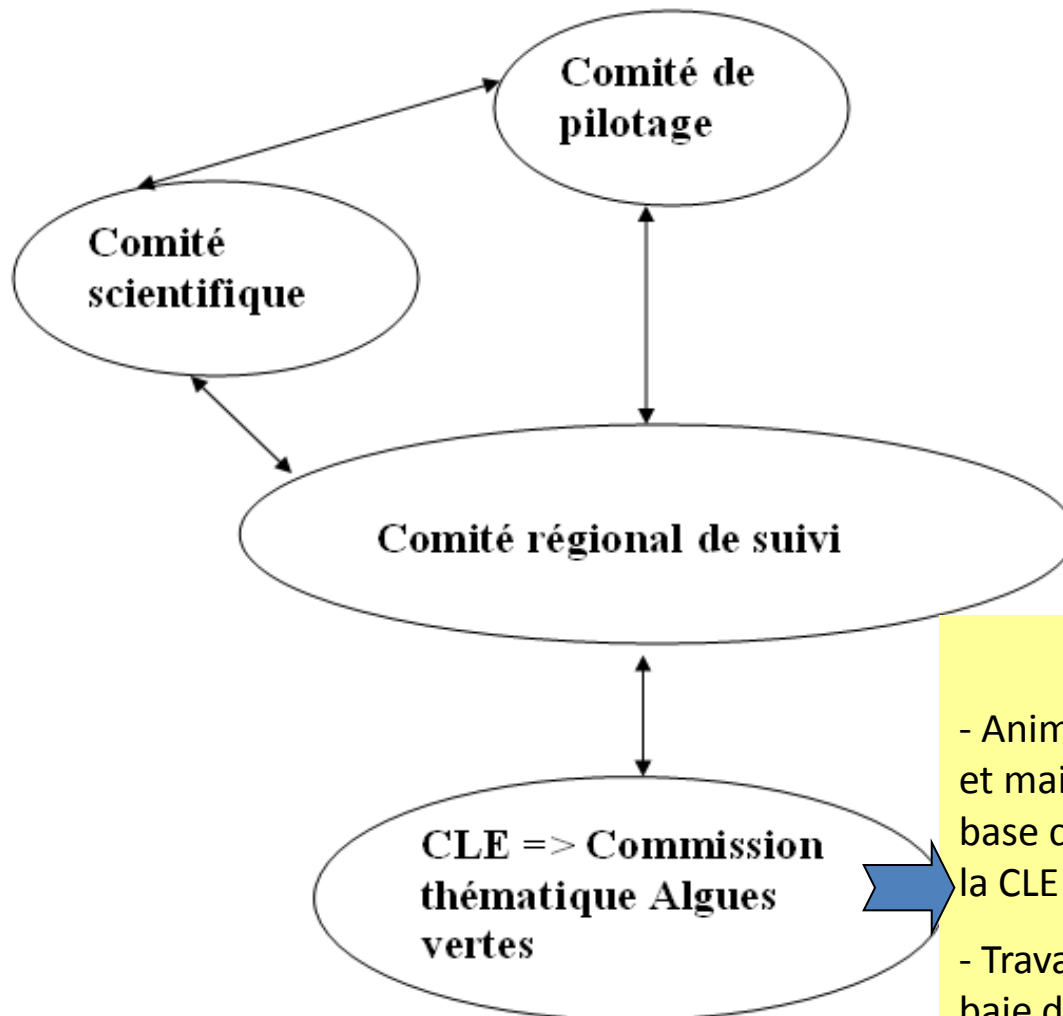 Comité de
pilotage
Comité
scientifique
Comité régional de suivi
CLE => Commission
thématique Algues
vertes
- Anim
et mai
base
la CLE
- Trava
baie d